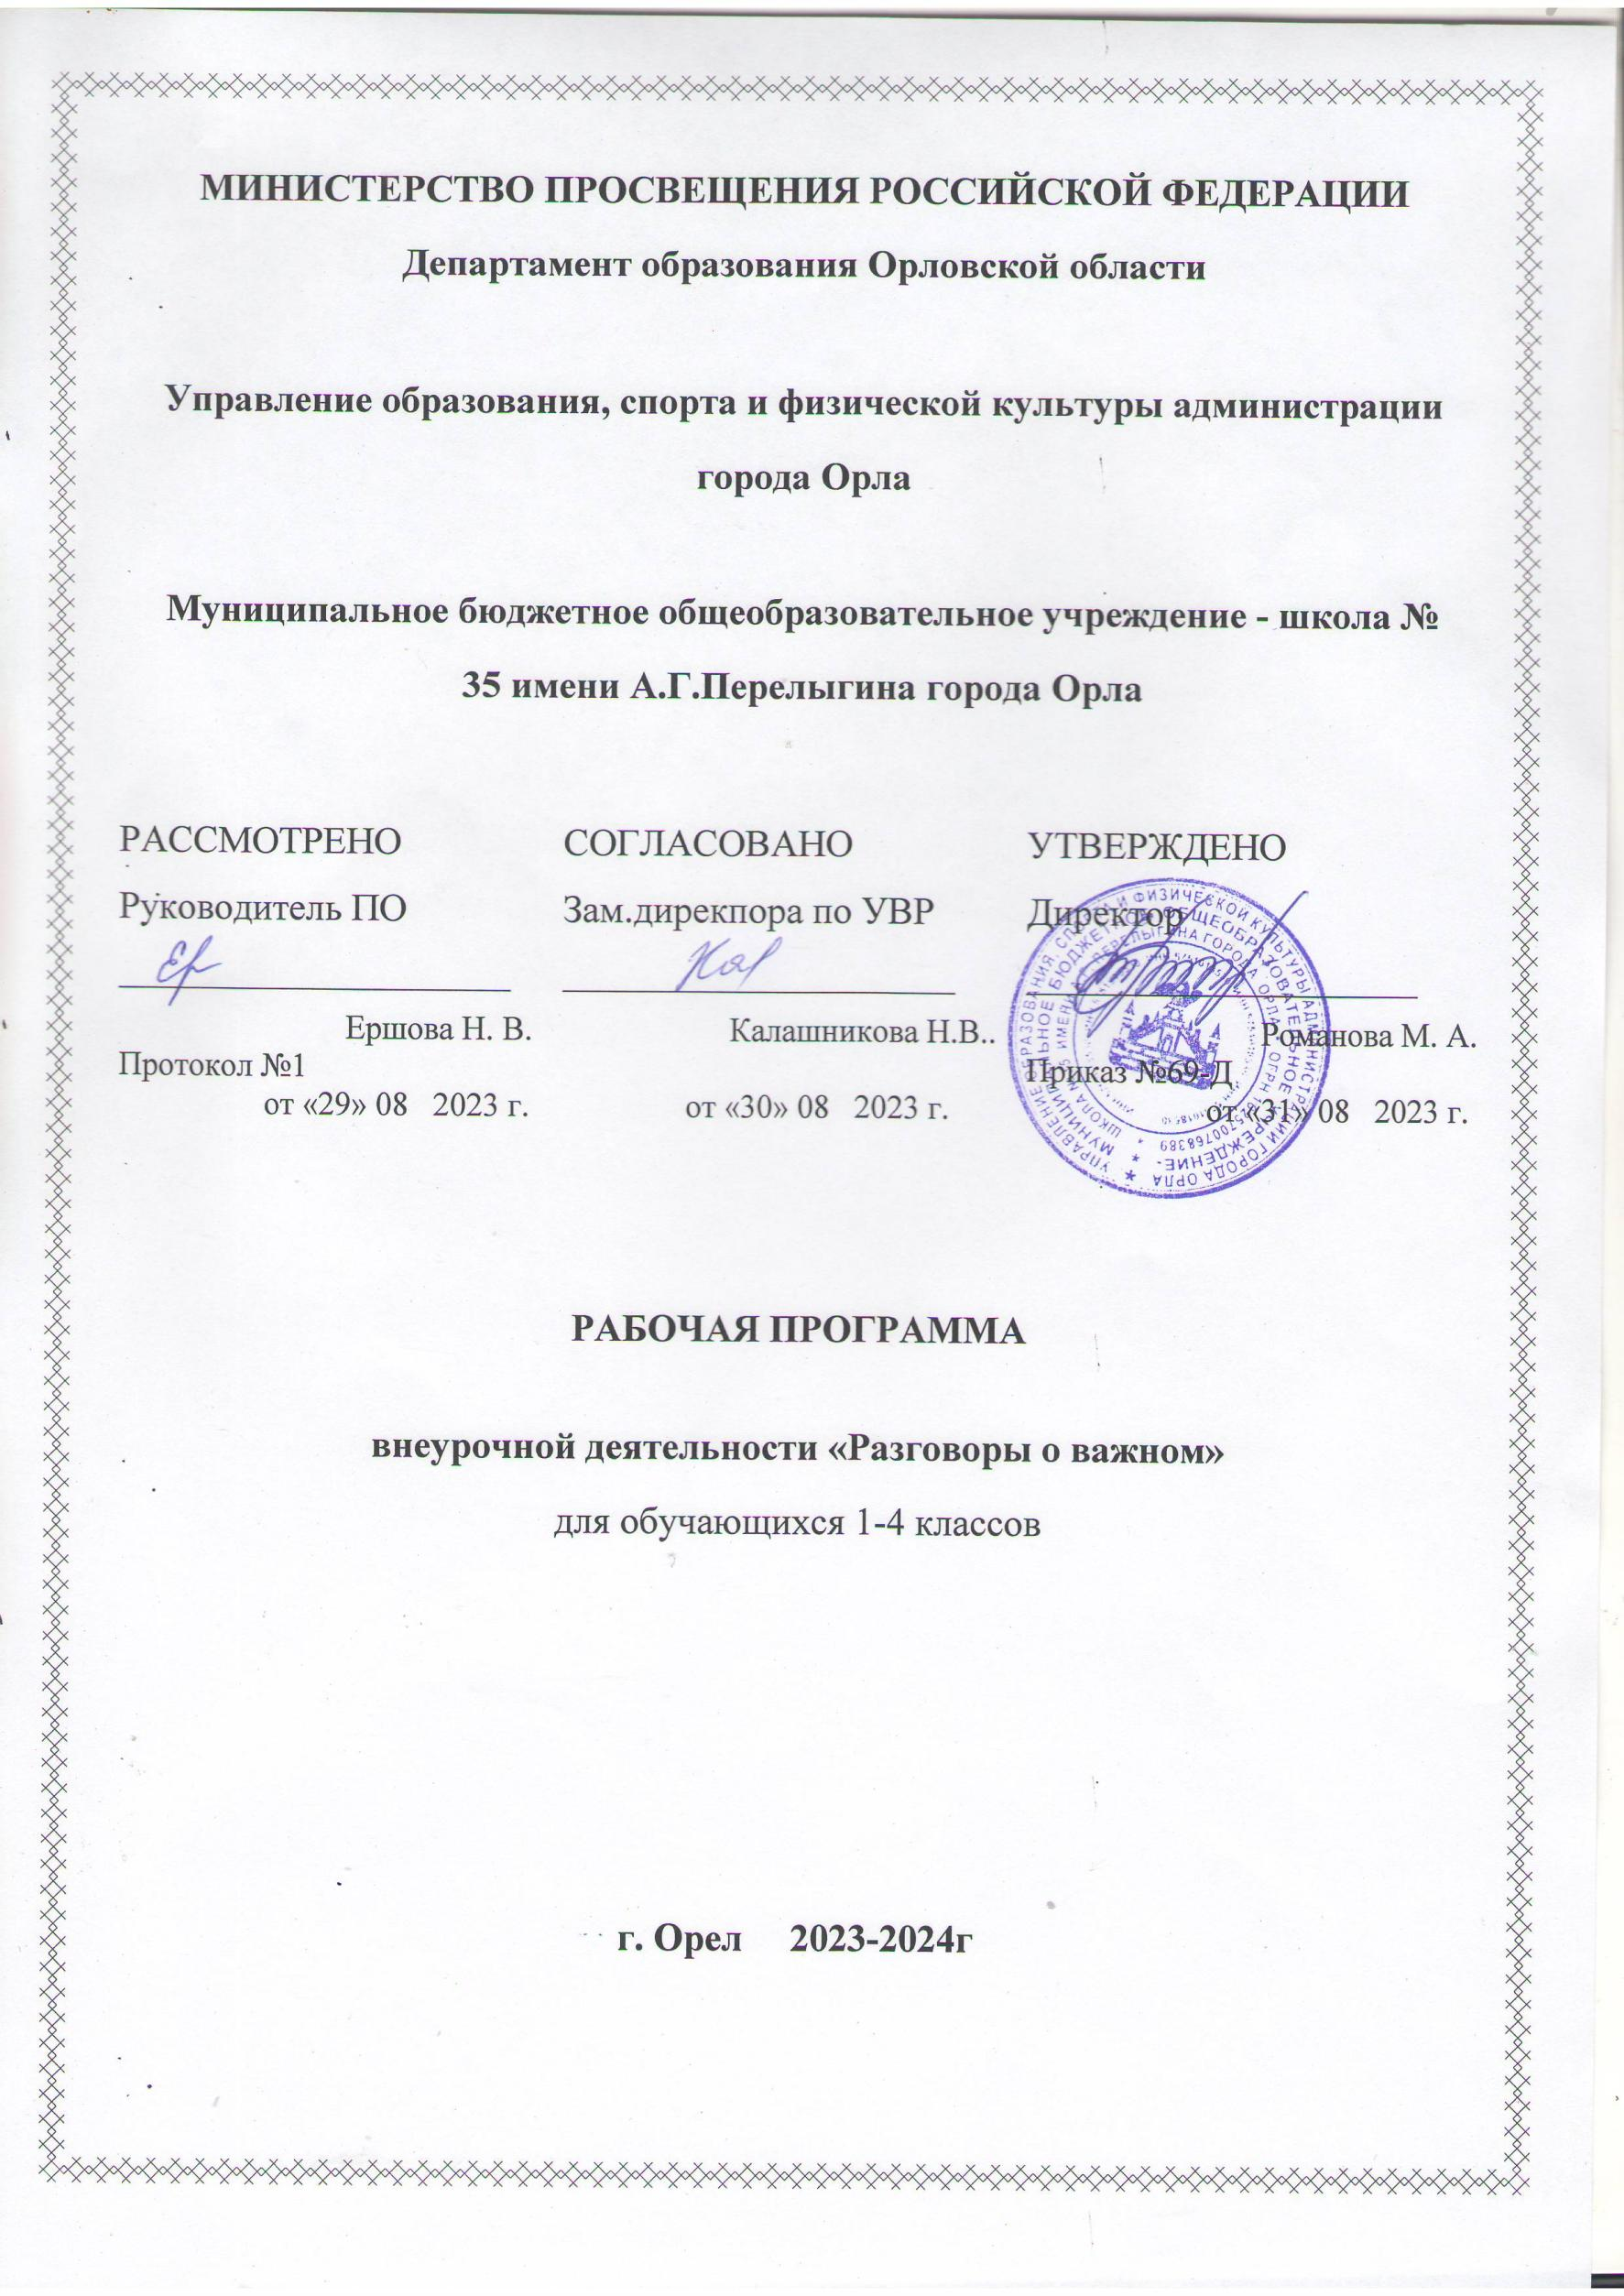 МИНИСТЕРСТВО ПРОСВЕЩЕНИЯ РОССИЙСКОЙ ФЕДЕРАЦИИ
Департамент образования Орловской области
Управление образования, спорта и физической культуры администрации
города Орла
Муниципальное бюджетное общеобразовательное учреждение - школа №
35 имени А.Г.Перелыгина города Орла
РАССМОТРЕНО
Руководитель ПО
Ершова Н. В.
Протокол №1
от «29» 08 2023 г.
СОГЛАСОВАНО
Зам.дирекпора по УВР
Калашникова Н.В..
от «30» 08 2023 г.
УТВЕРЖДЕНО
Директор
Романова М. А.
Приказ №69-Д
от «31» 08 2023 г.
РАБОЧАЯ ПРОГРАММА
внеурочной деятельности «Разговоры о важном»
для обучающихся 1-4 классов
г. Орел 2023-2024г